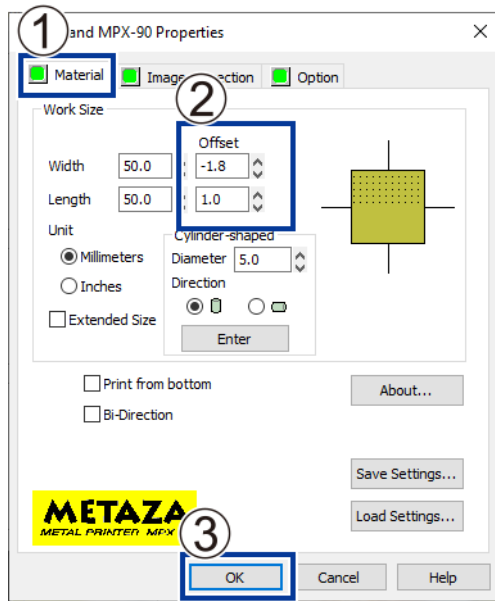 1
and MPX-90 Properties
Material
Option
2
Work Size
Offset
Width 50.0 -1.8
Length 50.0 1.0
Unit
Cylinder-shaped
Millimeters
Diameter 5.0
Inches
Direction
Extended Size
Enter
Print from bottom
About...
Bi-Direction
Save Settings...
METAZA
Load Settings...
METAL PRINTER MPX
3
OK Cancel Help